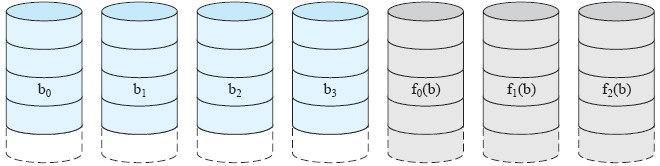 b₀ b₁ b₂ b₃ f₀(b) f₁(b) f₂(b)